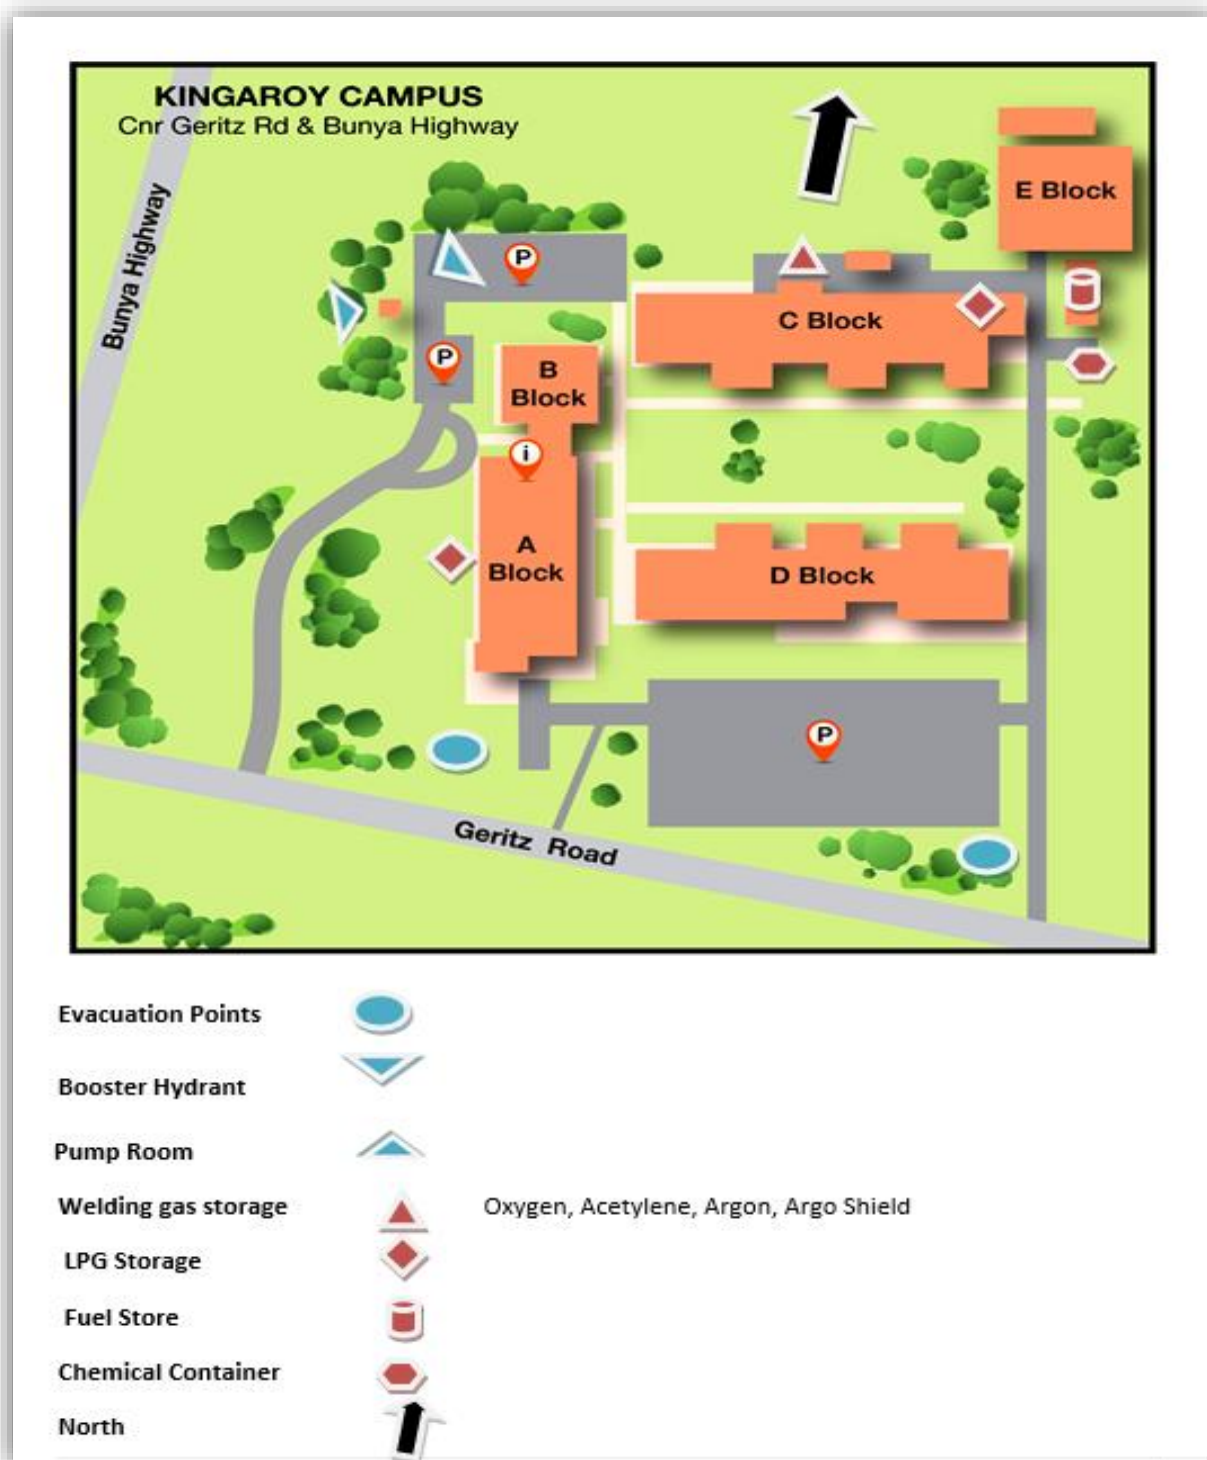 KINGAROY CAMPUS
Cnr Geritz Rd & Bunya Highway
Bunya Highway
E Block
P
C Block
P
B
Block
i
A
Block
D Block
P
Geritz Road
Evacuation Points
Booster Hydrant
Pump Room
Welding gas storage Oxygen, Acetylene, Argon, Argo Shield
LPG Storage
Fuel Store
Chemical Container
North